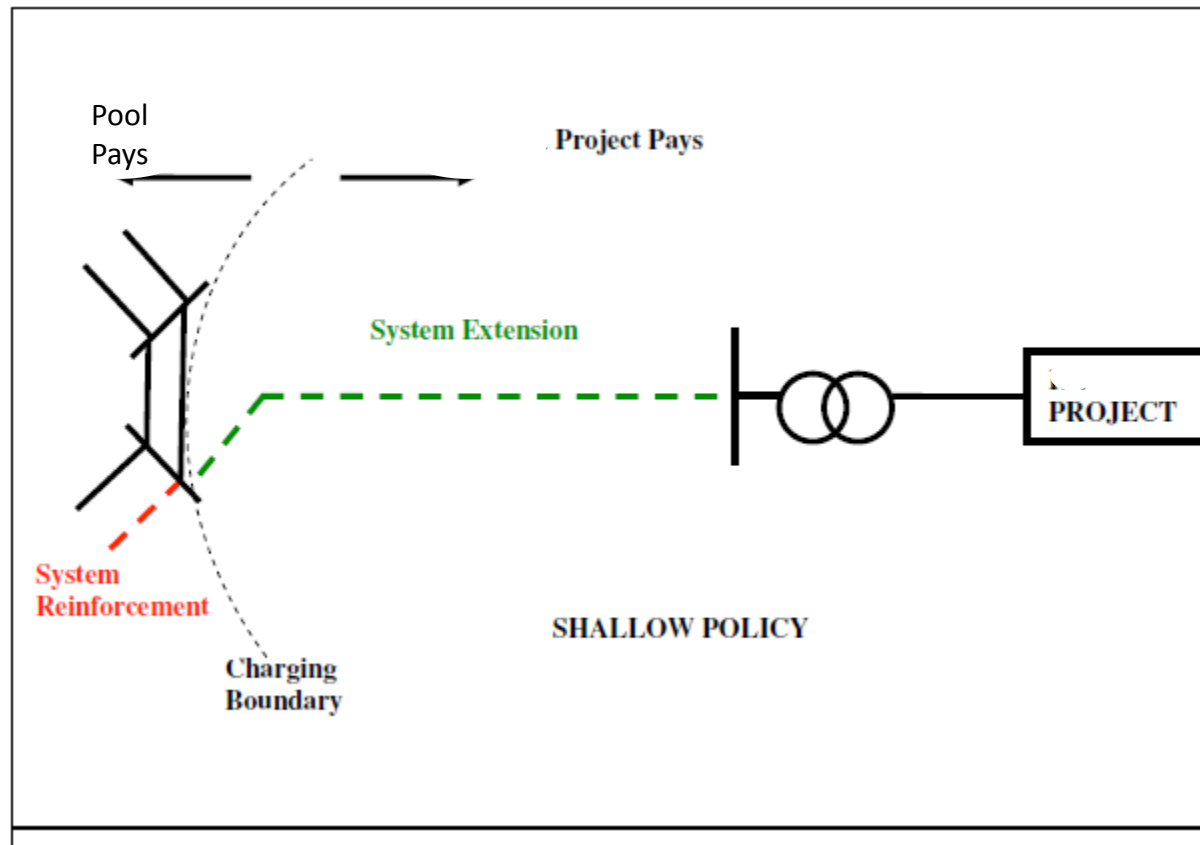 Pool
Pays
Project Pays
System Extension
PROJECT
System
Reinforcement
SHALLOW POLICY
Charging
Boundary